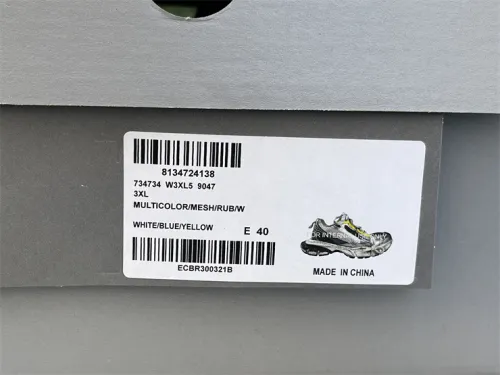 8134724138
734734 W3XL5 9047
3XL
MULTICOLOR/MESH/RUB/W
WHITE/BLUE/YELLOW
E 40
ECBR300321B
MADE IN CHINA